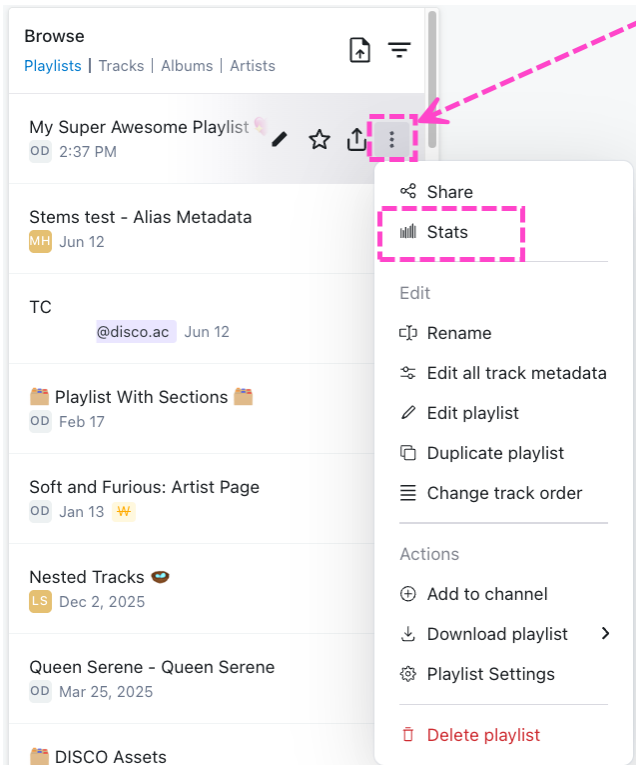 Browse
Playlists | Tracks | Albums | Artists
My Super Awesome Playlist
OD 2:37 PM
Stems test - Alias Metadata
MH Jun 12
TC
@disco.ac Jun 12
Playlist With Sections
OD Feb 17
Soft and Furious: Artist Page
OD Jan 13 ₩
Nested Tracks
LS Dec 2, 2025
Queen Serene - Queen Serene
OD Mar 25, 2025
DISCO Assets
Share
Stats
Edit
Rename
Edit all track metadata
Edit playlist
Duplicate playlist
Change track order
Actions
Add to channel
Download playlist
Playlist Settings
Delete playlist